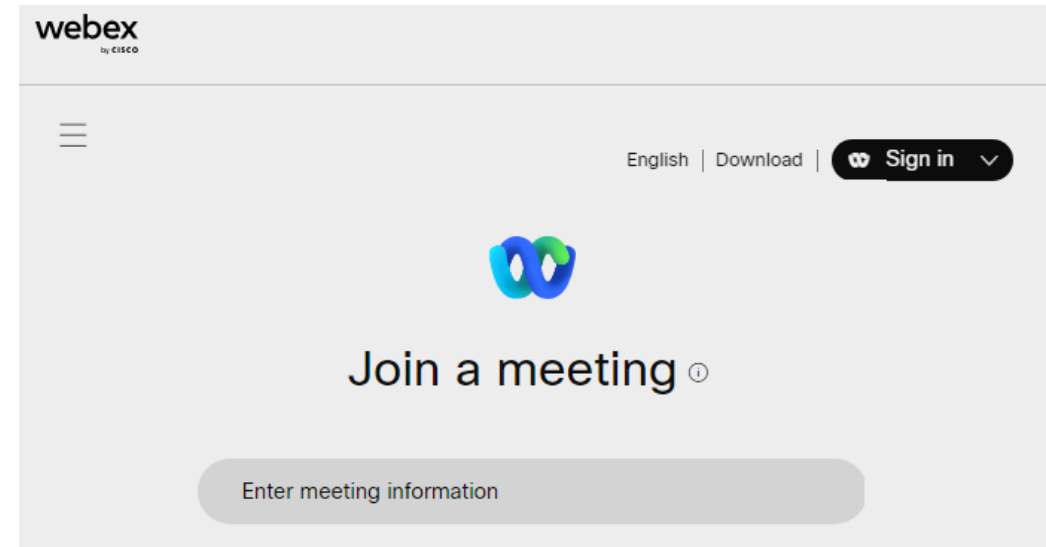 webex
by CISCO
English | Download | Sign in
Join a meeting
Enter meeting information